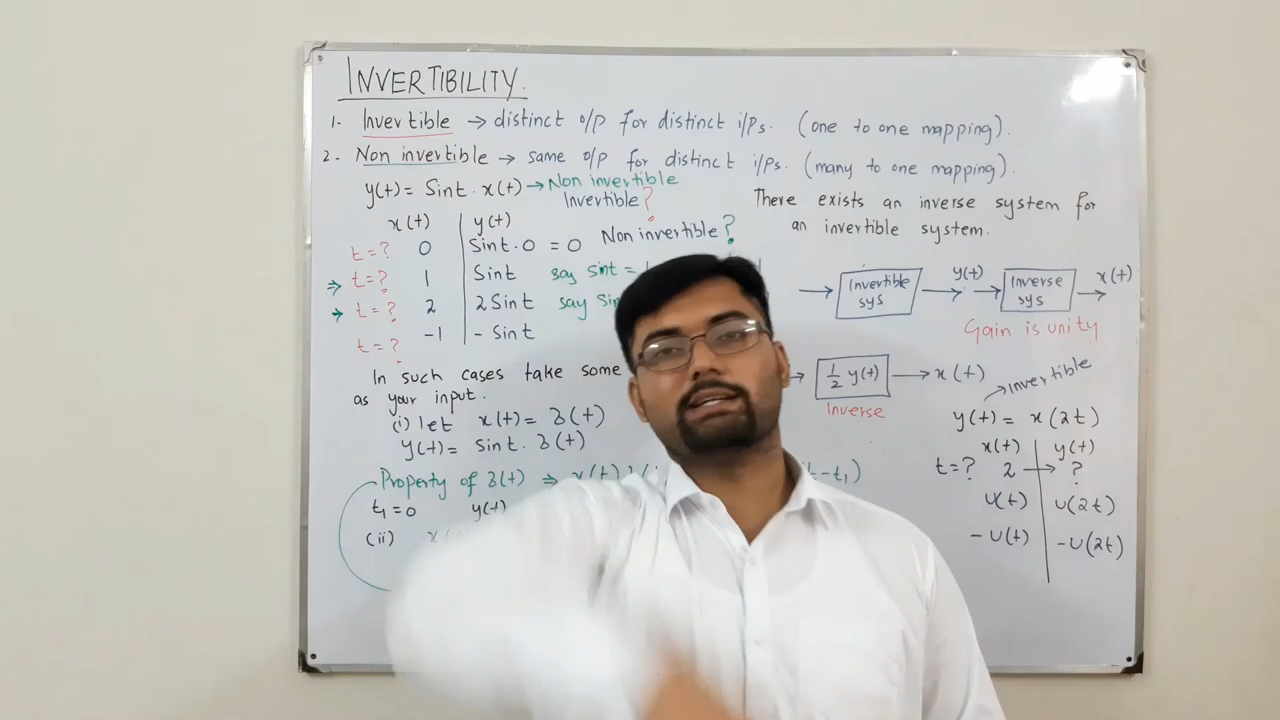 INVERTIBILITY.
1- Invertible → distinct o/p for distinct i/ps. (one to one mapping).
2- Non invertible → same o/p for distinct i/ps. (many to one mapping).
y(t) = Sint . x(t) → Non invertible
Invertible?
Non invertible?
x(t) | y(t)
t=? 0 | Sint.0 = 0
⇒ t=? 1 | Sint say sint =
→ t=? 2 | 2 Sint say sin
t=? -1 | - Sint
In such cases take some
as your input.
(i) let x(t) = δ(t)
y(t) = Sint. δ(t)
Property of δ(t) ⇒ x(t) t-t₁)
t₁ = 0 y(t)
(ii)
There exists an inverse system for
an invertible system.
→ Invertible sys → y(t) → Inverse sys → x(t)
Gain is unity
→ 1/2 y(t) → x(t)
Inverse
→ invertible
y(t) = x(2t)
x(t) | y(t)
t=? 2 → ?
u(t) | u(2t)
- u(t) | - u(2t)